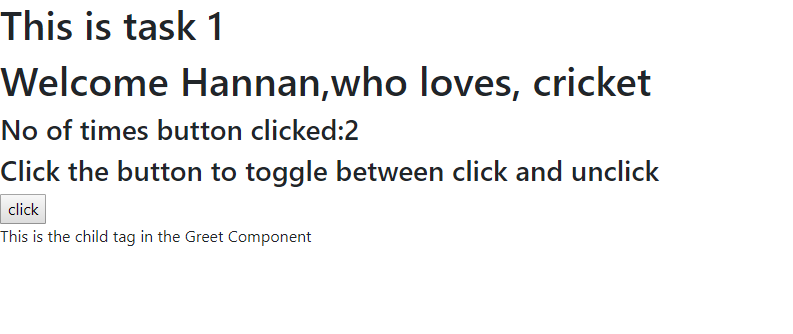 This is task 1
Welcome Hannan,who loves, cricket
No of times button clicked:2
Click the button to toggle between click and unclick
click
This is the child tag in the Greet Component